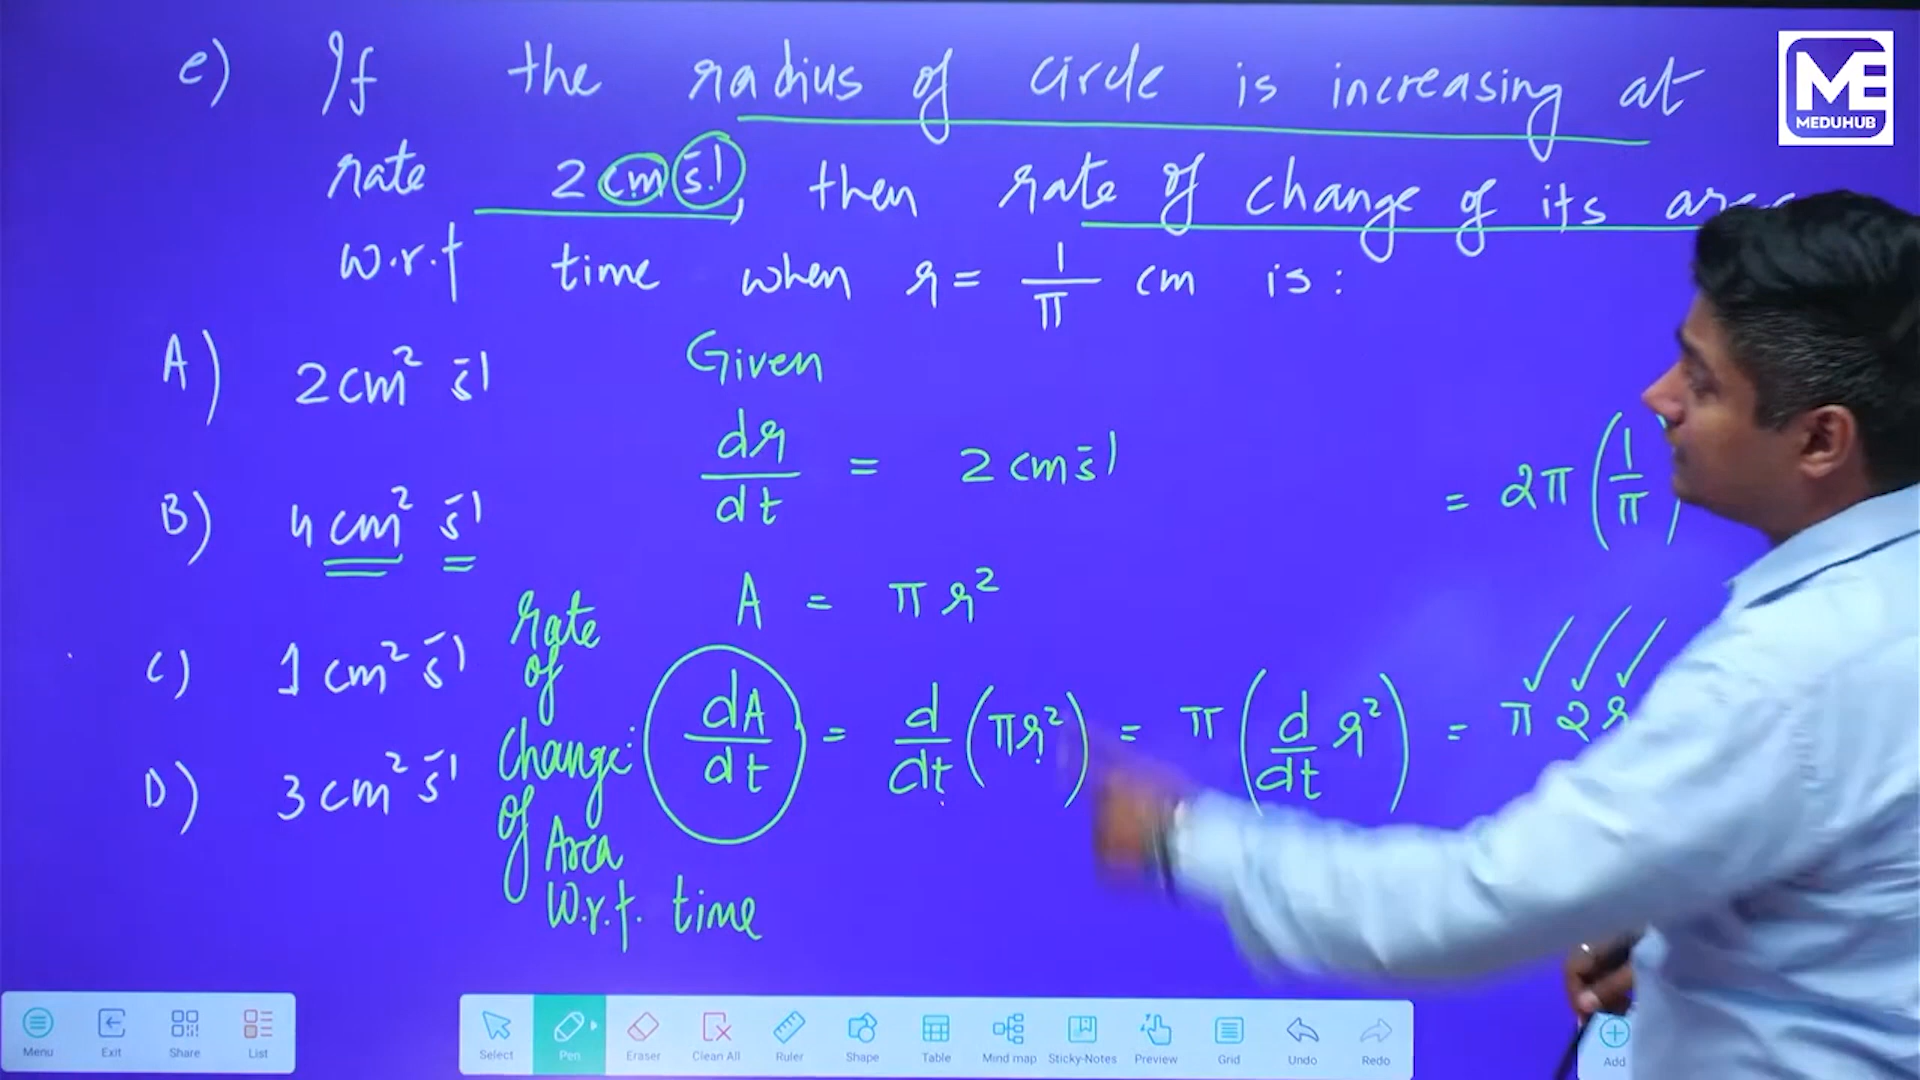 e) If the radius of circle is increasing at
rate 2 cm s⁻¹, then rate of change of its
w.r.t time when r = 1/π cm is :
A) 2 cm² s⁻¹
B) 4 cm² s⁻¹
C) 1 cm² s⁻¹
D) 3 cm² s⁻¹
Given
dr/dt = 2 cm s⁻¹
= 2π (1/π)
A = π r²
rate
of
change
of
Area
w.r.t. time
: dA/dt = d/dt (πr²) = π (d/dt r²) = π 2 r
ME
MEDUHUB
Menu Exit Share List
Select Pen Eraser Clean All Ruler Shape Table Mind map Sticky-Notes Preview Grid Undo Redo Add